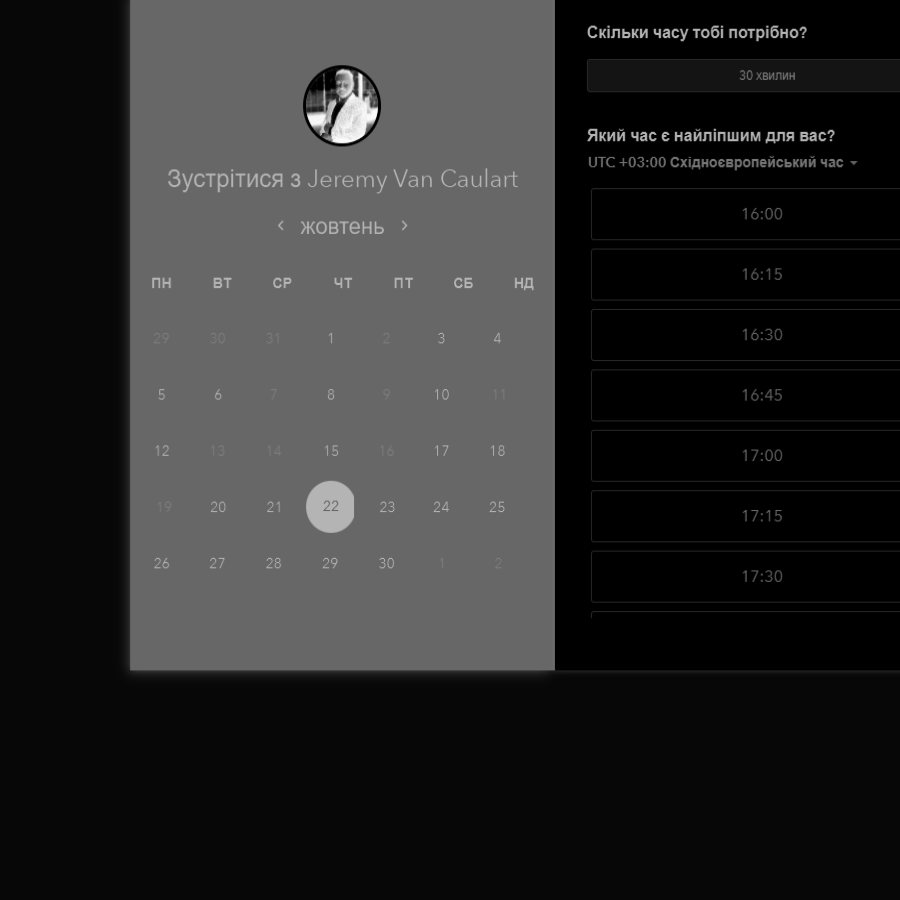 Зустрітися з Jeremy Van Caulart
жовтень
ПН ВТ СР ЧТ ПТ СБ НД
29 30 31 1 2 3 4
5 6 7 8 9 10 11
12 13 14 15 16 17 18
19 20 21 22 23 24 25
26 27 28 29 30 1 2
Скільки часу тобі потрібно?
30 хвилин
Який час є найліпшим для вас?
UTC +03:00 Східноєвропейський час
16:00
16:15
16:30
16:45
17:00
17:15
17:30